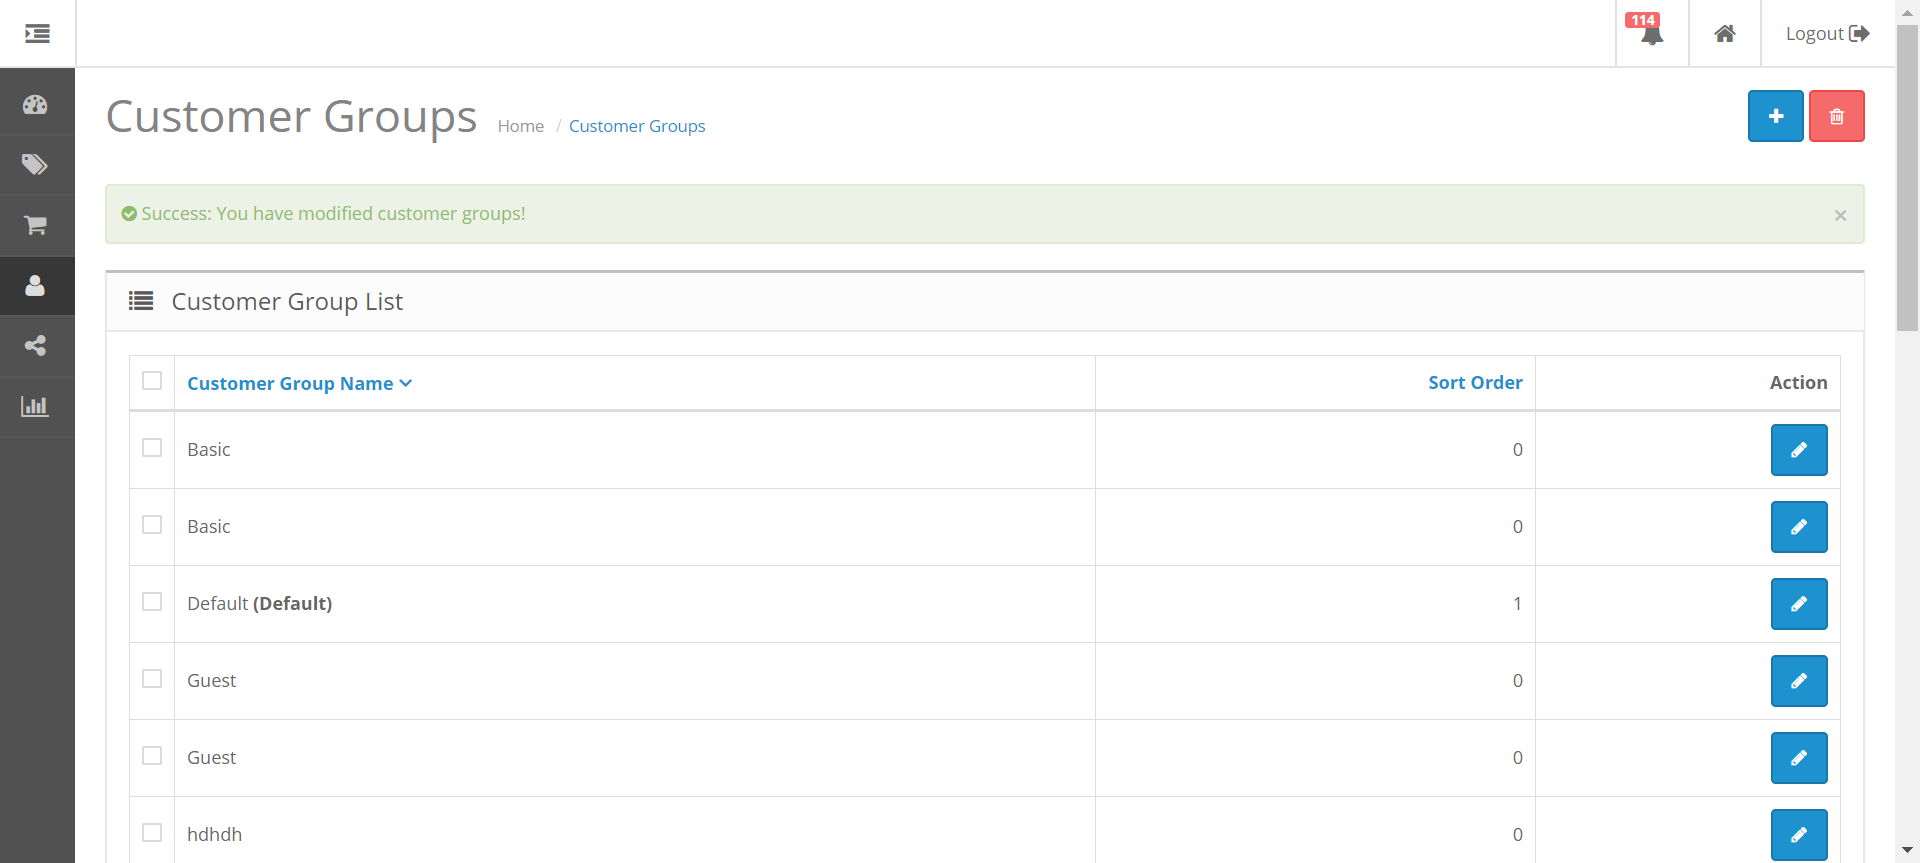 114
Logout
Customer Groups
Home / Customer Groups
Success: You have modified customer groups!
×
Customer Group List
Customer Group Name Sort Order Action
Basic 0
Basic 0
Default (Default) 1
Guest 0
Guest 0
hdhdh 0